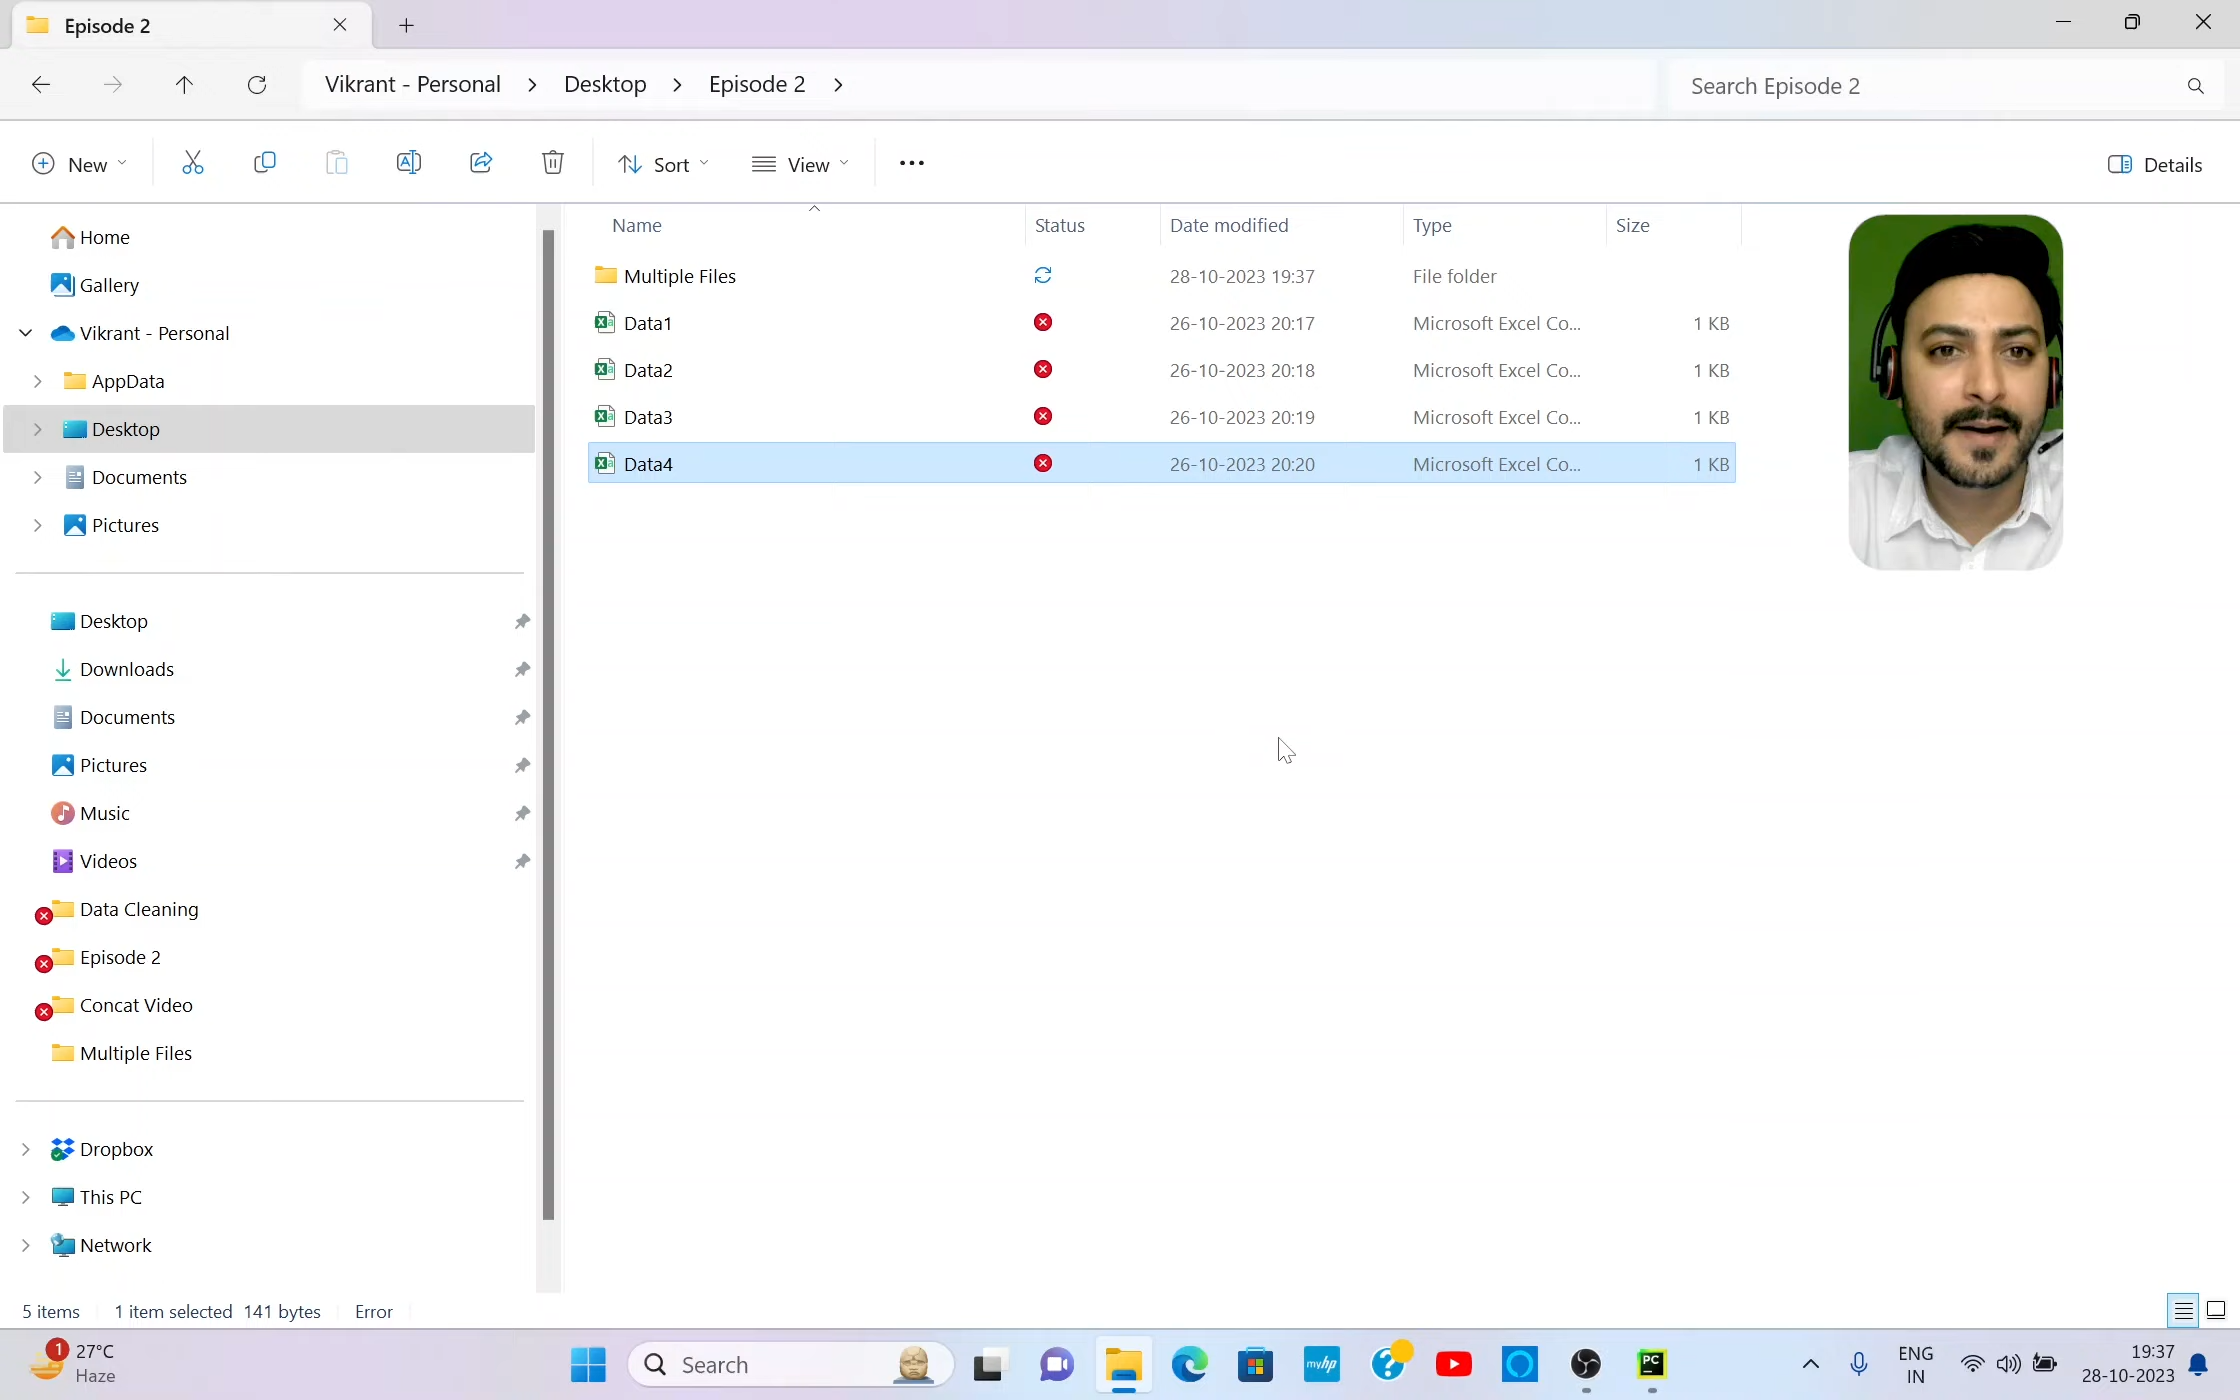 Episode 2
Vikrant - Personal > Desktop > Episode 2 >
Search Episode 2
New
Sort
View
Details
Home
Gallery
Vikrant - Personal
AppData
Desktop
Documents
Pictures
Desktop
Downloads
Documents
Pictures
Music
Videos
Data Cleaning
Episode 2
Concat Video
Multiple Files
Dropbox
This PC
Network
Name Status Date modified Type Size
Multiple Files 28-10-2023 19:37 File folder
Data1 26-10-2023 20:17 Microsoft Excel Co... 1 KB
Data2 26-10-2023 20:18 Microsoft Excel Co... 1 KB
Data3 26-10-2023 20:19 Microsoft Excel Co... 1 KB
Data4 26-10-2023 20:20 Microsoft Excel Co... 1 KB
5 items 1 item selected 141 bytes Error
1
27°C
Haze
Search
myhp
?
PC
ENG
IN
19:37
28-10-2023